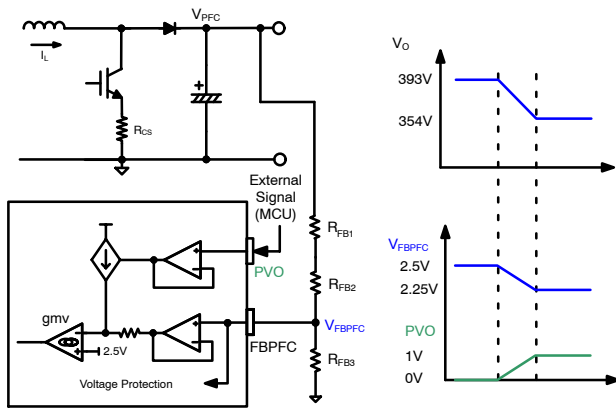 V_PFC
I_L
R_CS
External
Signal
(MCU)
PVO
R_FB1
R_FB2
gmv
2.5V
FBPFC
V_FBPFC
R_FB3
Voltage Protection
V_O
393V
354V
V_FBPFC
2.5V
2.25V
PVO
1V
0V